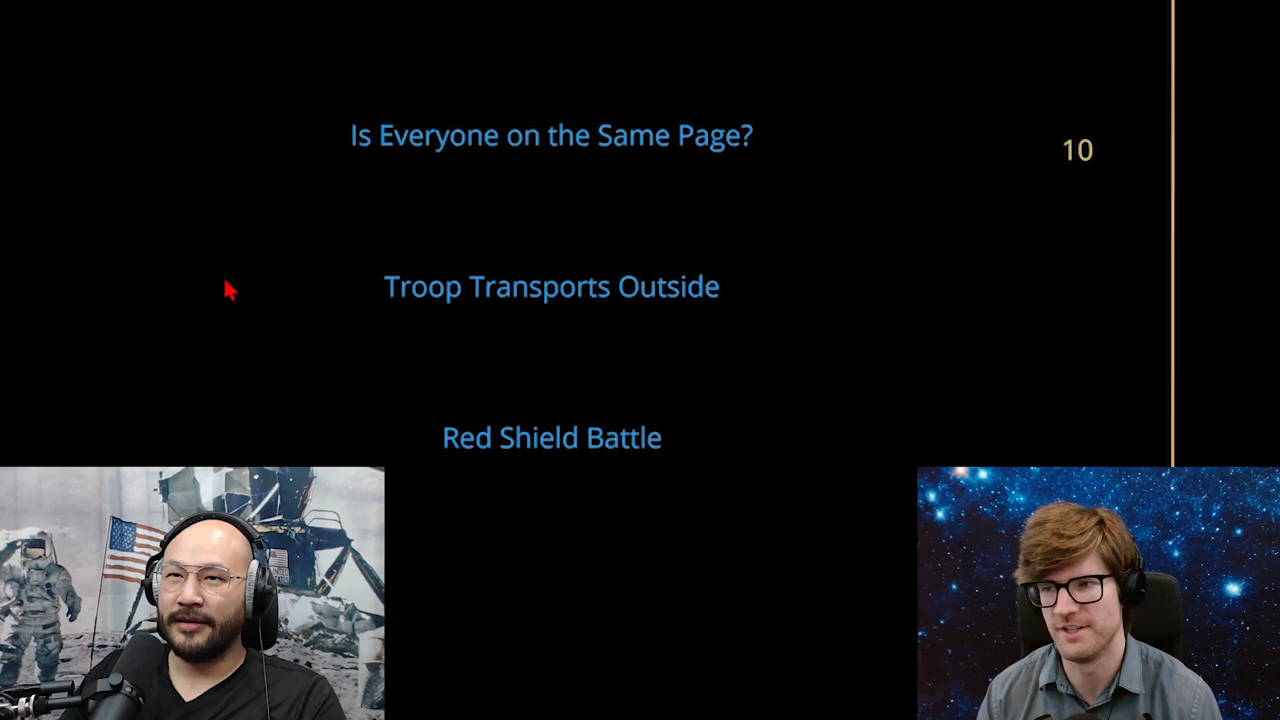 Is Everyone on the Same Page?
10
Troop Transports Outside
Red Shield Battle